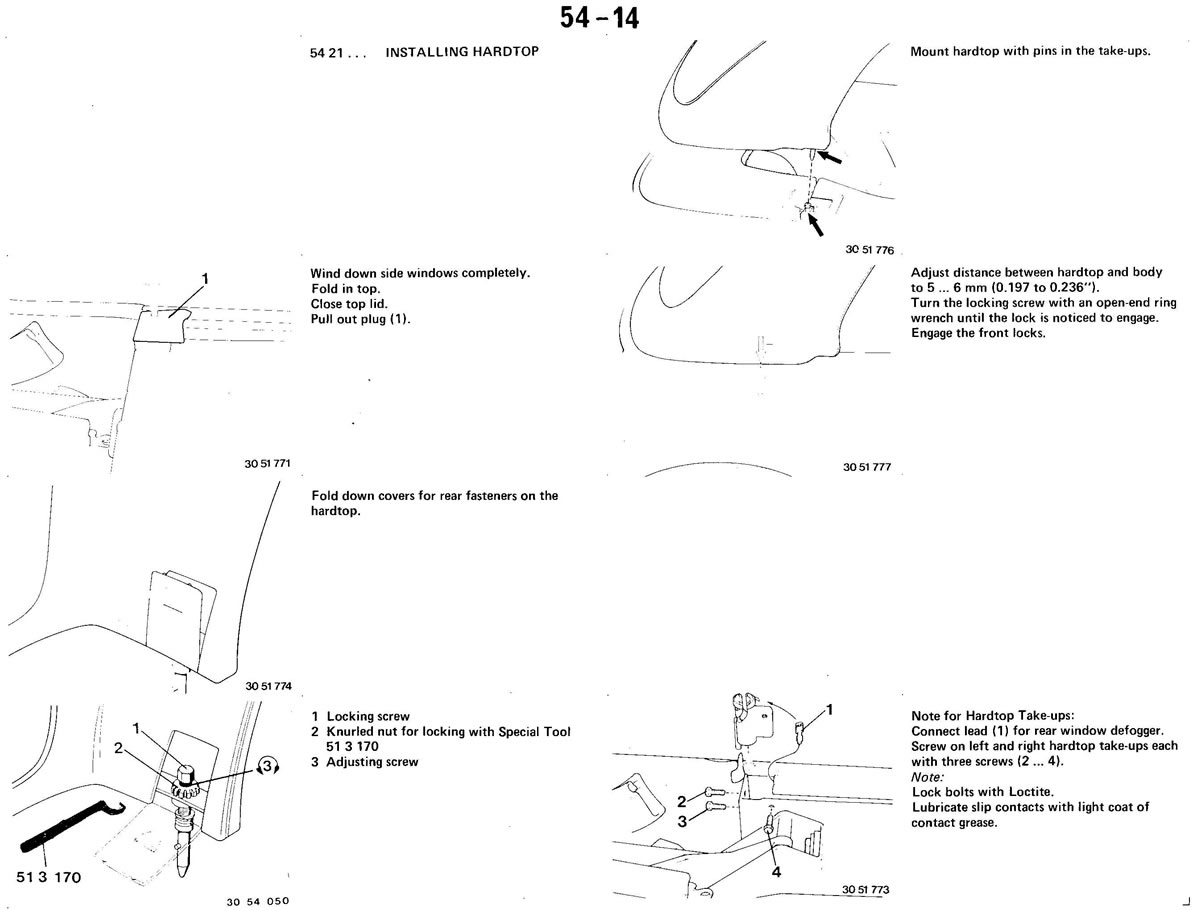 54-14
54 21 . . . INSTALLING HARDTOP
1
Wind down side windows completely.
Fold in top.
Close top lid.
Pull out plug (1).
30 51 771
Fold down covers for rear fasteners on the
hardtop.
30 51 774
1 Locking screw
2 Knurled nut for locking with Special Tool
51 3 170
3 Adjusting screw
1
2
3
51 3 170
30 54 050
Mount hardtop with pins in the take-ups.
30 51 776
Adjust distance between hardtop and body
to 5 ... 6 mm (0.197 to 0.236").
Turn the locking screw with an open-end ring
wrench until the lock is noticed to engage.
Engage the front locks.
30 51 777
Note for Hardtop Take-ups:
Connect lead (1) for rear window defogger.
Screw on left and right hardtop take-ups each
with three screws (2 ... 4).
Note:
Lock bolts with Loctite.
Lubricate slip contacts with light coat of
contact grease.
1
2
3
4
30 51 773